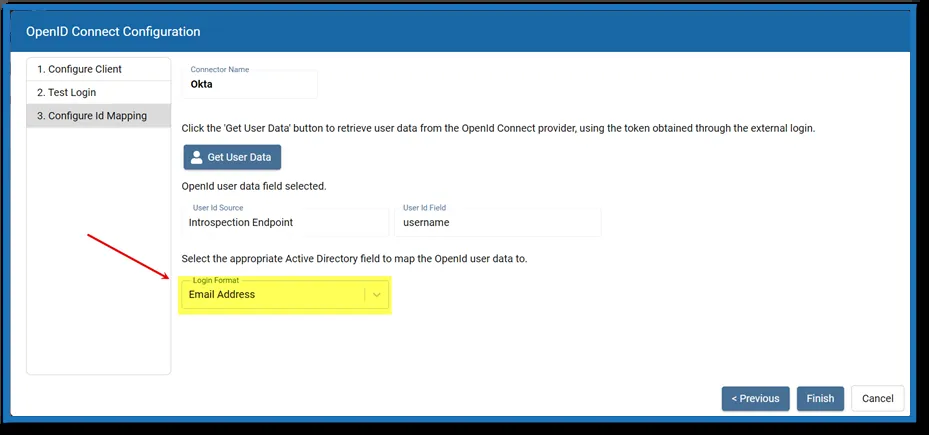 OpenID Connect Configuration
1. Configure Client
2. Test Login
3. Configure Id Mapping
Connector Name
Okta
Click the 'Get User Data' button to retrieve user data from the OpenId Connect provider, using the token obtained through the external login.
Get User Data
OpenId user data field selected.
User Id Source
Introspection Endpoint
User Id Field
username
Select the appropriate Active Directory field to map the OpenId user data to.
Login Format
Email Address
< Previous
Finish
Cancel